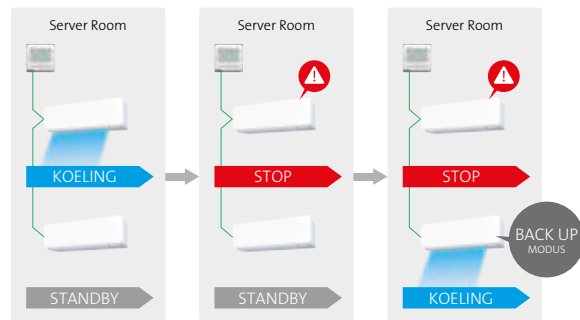 Server Room
KOELING
STANDBY
Server Room
STOP
STANDBY
Server Room
STOP
BACK UP
MODUS
KOELING